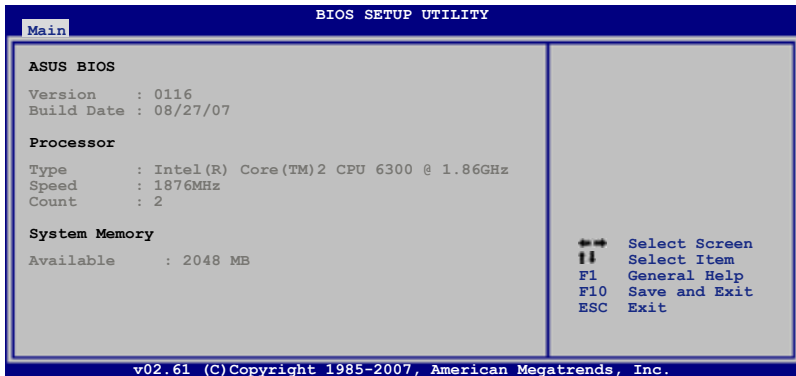 BIOS SETUP UTILITY
Main
ASUS BIOS
Version : 0116
Build Date : 08/27/07
Processor
Type : Intel(R) Core(TM)2 CPU 6300 @ 1.86GHz
Speed : 1876MHz
Count : 2
System Memory
Available : 2048 MB
←→ Select Screen
↑↓ Select Item
F1 General Help
F10 Save and Exit
ESC Exit
v02.61 (C)Copyright 1985-2007, American Megatrends, Inc.